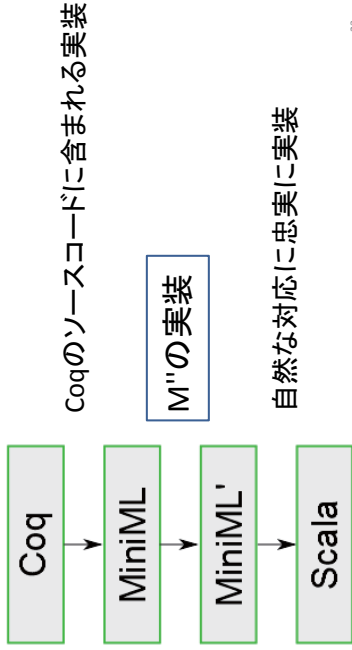 Coq
Coqのソースコードに含まれる実装
MiniML
M''の実装
MiniML'
自然な対応に忠実に実装
Scala